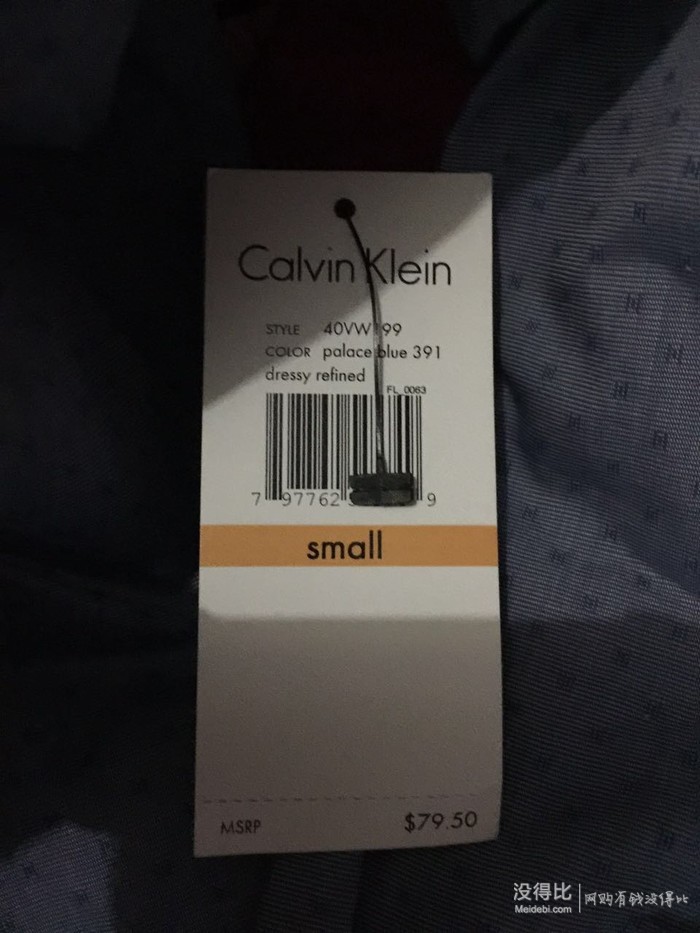 Calvin Klein
STYLE 40VW199
COLOR palace blue 391
dressy refined
FL 0063
7 97762 9
small
MSRP $79.50
没得比 网购有钱没得比
Meidebi.com